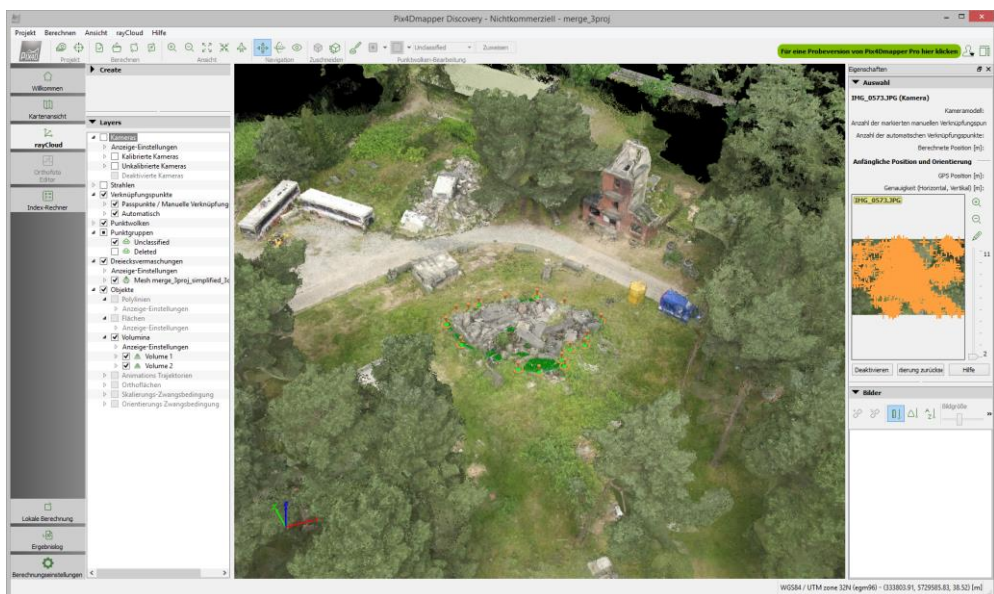 Pix4Dmapper Discovery - Nichtkommerziell - merge_3proj
Projekt Berechnen Ansicht rayCloud Hilfe
Unclassified Zuweisen
Projekt Berechnen Ansicht Navigation Zuschneiden Punktwolken-Bearbeitung
Für eine Probeversion von Pix4Dmapper Pro hier klicken
Willkommen
Kartenansicht
rayCloud
Orthofoto
Editor
Index-Rechner
Lokale Berechnung
Ergebnislog
Berechnungseinstellungen
Create
Layers
Kameras
Anzeige-Einstellungen
Kalibrierte Kameras
Unkalibrierte Kameras
Deaktivierte Kameras
Strahlen
Verknüpfungspunkte
Passpunkte / Manuelle Verknüpfung
Automatisch
Punktwolken
Punktgruppen
Unclassified
Deleted
Dreiecksvermaschungen
Anzeige-Einstellungen
Mesh merge_3proj_simplified_3d
Objekte
Polylinien
Anzeige-Einstellungen
Flächen
Anzeige-Einstellungen
Volumina
Anzeige-Einstellungen
Volume 1
Volume 2
Animations Trajektorien
Orthoflächen
Skalierungs-Zwangsbedingung
Orientierungs Zwangsbedingung
Eigenschaften
Auswahl
IMG_0573.JPG (Kamera)
Kameramodell:
Anzahl der markierten manuellen Verknüpfungspun
Anzahl der automatischen Verknüpfungspunkte:
Berechnete Position [m]:
Anfängliche Position und Orientierung
GPS Position [m]:
Genauigkeit (Horizontal, Vertikal) [m]:
IMG_0573.JPG
11
2
Deaktivieren dierung zurückse Hilfe
Bilder
Bildgröße
WGS84 / UTM zone 32N (egm96) - (333803.91, 5729585.83, 38.52) [m]